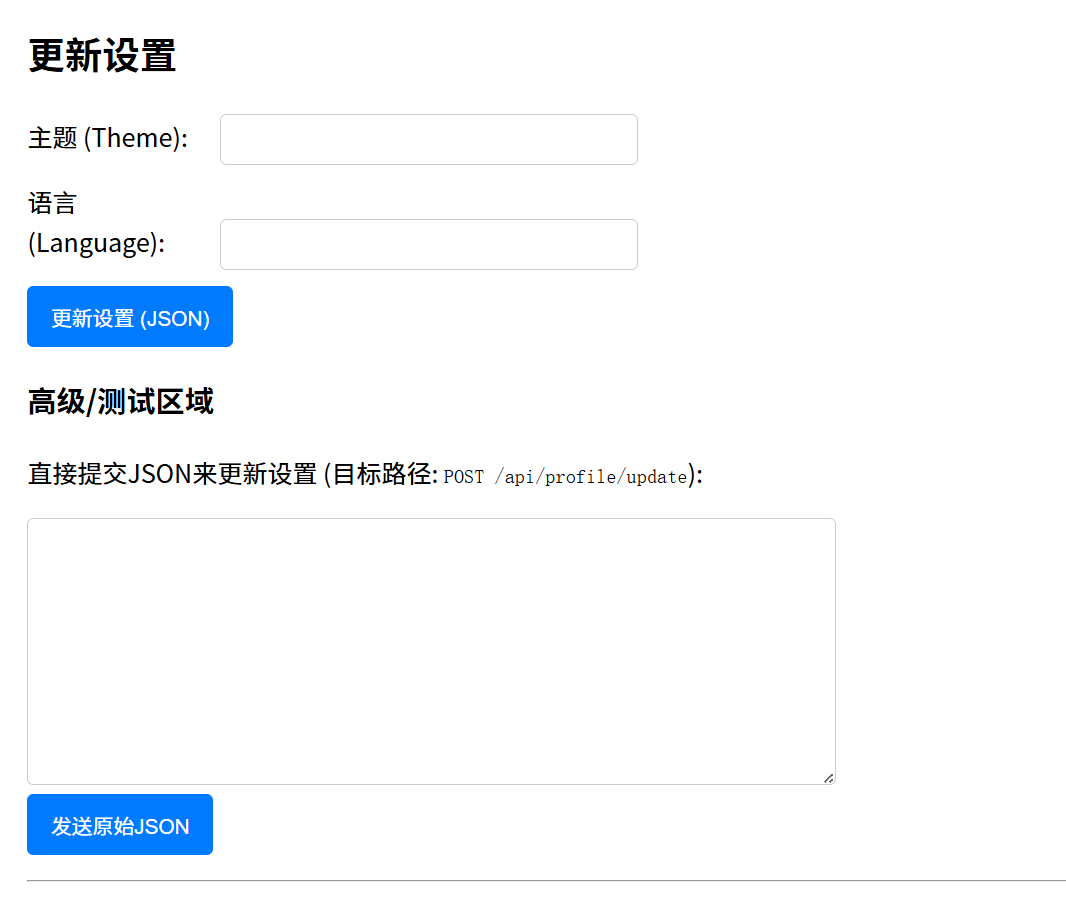 更新设置
主题 (Theme):
语言
(Language):
更新设置 (JSON)
高级/测试区域
直接提交JSON来更新设置 (目标路径: POST /api/profile/update):
发送原始JSON